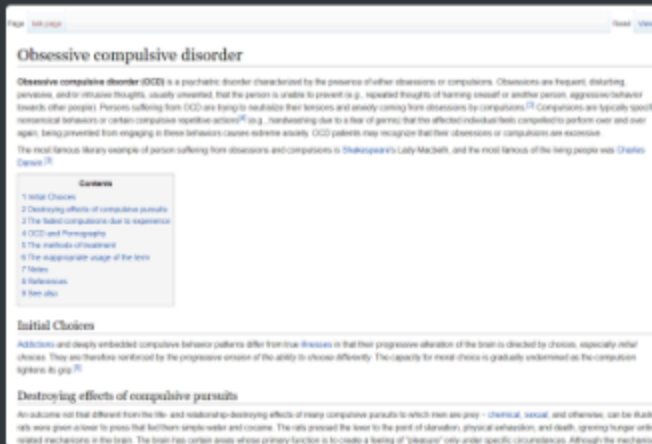 Page talk page Read View
Obsessive compulsive disorder
Obsessive compulsive disorder (OCD) is a psychiatric disorder characterized by the presence of either obsessions or compulsions. Obsessions are frequent, disturbing,
pervasive, and/or intrusive thoughts, usually unwanted, that the person is unable to prevent (e.g., repeated thoughts of harming oneself or another person, aggressive behavior
towards other people). Persons suffering from OCD are trying to neutralize their tensions and anxiety coming from obsessions by compulsions. Compulsions are typically specif
nonsensical behaviors or certain compulsive repetitive actions (e.g., handwashing due to a fear of germs) that the affected individual feels compelled to perform over and over
again; being prevented from engaging in these behaviors causes extreme anxiety. OCD patients may recognize that their obsessions or compulsions are excessive.
The most famous literary example of person suffering from obsessions and compulsions is Shakespeare's Lady Macbeth, and the most famous of the living people was Charles
Darwin.
Contents
1 Initial Choices
2 Destroying effects of compulsive pursuits
3 The faded compulsions due to experience
4 OCD and Pornography
5 The methods of treatment
6 The inappropriate usage of the term
7 Notes
8 References
9 See also
Initial Choices
Addictions and deeply embedded compulsive behavior patterns differ from true illnesses in that their progressive alteration of the brain is directed by choices, especially initial
choices. They are therefore reinforced by the progressive erosion of the ability to choose differently. The capacity for moral choice is gradually undermined as the compulsion
tightens its grip.
Destroying effects of compulsive pursuits
An outcome not that different from the life- and relationship-destroying effects of many compulsive pursuits to which men are prey – chemical, sexual, and otherwise, can be illustr
rats were given a lever to press that fed them simple water and cocaine. The rats pressed the lever to the point of starvation, physical exhaustion, and death, ignoring hunger onl
related mechanisms in the brain. The brain has certain areas whose primary function is to create a feeling of "pleasure" only under specific circumstances. Although the mechanis